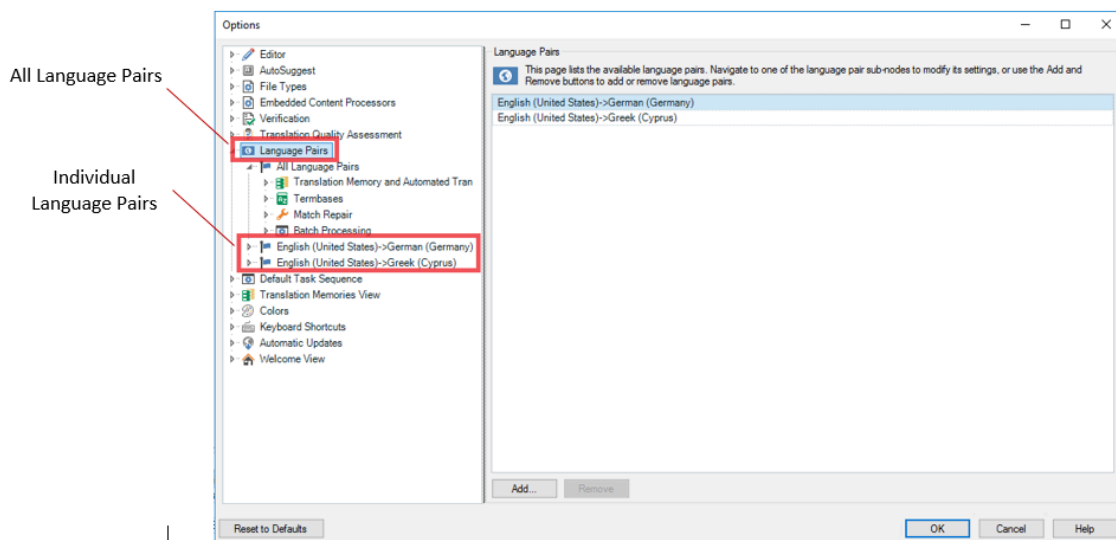 Options
All Language Pairs
Individual
Language Pairs
Editor
AutoSuggest
File Types
Embedded Content Processors
Verification
Translation Quality Assessment
Language Pairs
All Language Pairs
Translation Memory and Automated Tran
Termbases
Match Repair
Batch Processing
English (United States)->German (Germany)
English (United States)->Greek (Cyprus)
Default Task Sequence
Translation Memories View
Colors
Keyboard Shortcuts
Automatic Updates
Welcome View
Language Pairs
This page lists the available language pairs. Navigate to one of the language pair sub-nodes to modify its settings, or use the Add and
Remove buttons to add or remove language pairs.
English (United States)->German (Germany)
English (United States)->Greek (Cyprus)
Add...
Remove
Reset to Defaults
OK
Cancel
Help